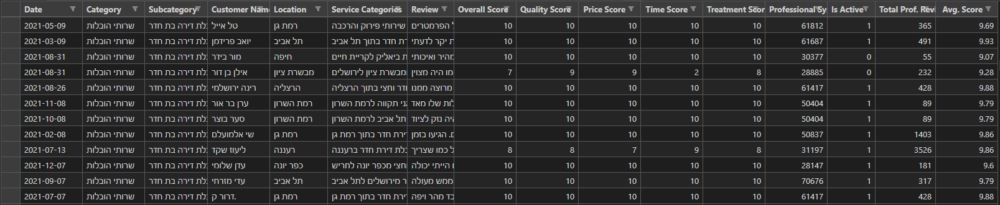 Date Category Subcategory Customer Name Location Service Categories Review Overall Score Quality Score Price Score Time Score Treatment Scor Professional Sy Is Active Total Prof. Revi Avg. Score
2021-05-09 שרותי הובלות לת דירה בת חדר טל אייל רמת גן שירותי פירוק והרכבה ל הפרמטרים 10 10 10 10 10 61812 1 365 9.69
2021-03-09 שרותי הובלות לת דירה בת חדר יואב פרידמן תל אביב ת חדר בתוך תל אביב ת יקר לדעתי 10 10 10 10 10 61687 1 491 9.93
2021-08-31 שרותי הובלות לת דירה בת חדר מור בידר חיפה ת ביאליק לקריית חיים מהיר ואיכותי 10 10 10 10 10 30377 0 55 9.07
2021-08-31 שרותי הובלות לת דירה בת חדר אילן בן דור מבשרת ציון מבשרת ציון לירושלים מו היה מצוין 7 9 9 2 8 28885 0 232 9.28
2021-08-26 שרותי הובלות לת דירה בת חדר רינה ירושלמי הרצליה דר וחצי בתוך הרצליה מרוצה ממנו 10 10 10 10 10 61417 1 428 9.88
2021-11-08 שרותי הובלות לת דירה בת חדר ערן בר אור רמת השרון ני תקווה לרמת השרון לות שלו מאד 10 10 10 10 10 50404 1 89 9.79
2021-10-08 שרותי הובלות לת דירה בת חדר סער בוצר רמת השרון תל אביב לרמת השרון היה נזק לציוד 10 10 10 10 10 50404 1 89 9.79
2021-02-08 שרותי הובלות לת דירה בת חדר שי אלמועלם רמת גן דירת חדר בתוך רמת גן ם. הגיעו בזמן 10 10 10 10 10 50837 1 1403 9.86
2021-07-13 שרותי הובלות לת דירה בת חדר ליעוז שקד רעננה בלת דירת חדר ברעננה ל כמו שצריך 8 8 7 9 8 31197 1 3526 9.86
2021-12-07 שרותי הובלות לת דירה בת חדר עדן שלומי כפר יונה וחצי מכפר יונה לחריש ו הייתי יכולה 10 10 10 10 10 28147 1 181 9.6
2021-09-07 שרותי הובלות לת דירה בת חדר עדי מזרחי תל אביב ר מירושלים לתל אביב ממש מעולה 10 10 10 10 10 70676 1 317 9.79
2021-07-07 שרותי הובלות לת דירה בת חדר דרור ק. רמת גן דירת חדר בתוך רמת גן בד מהר ויפה 10 10 10 10 10 61417 1 428 9.88